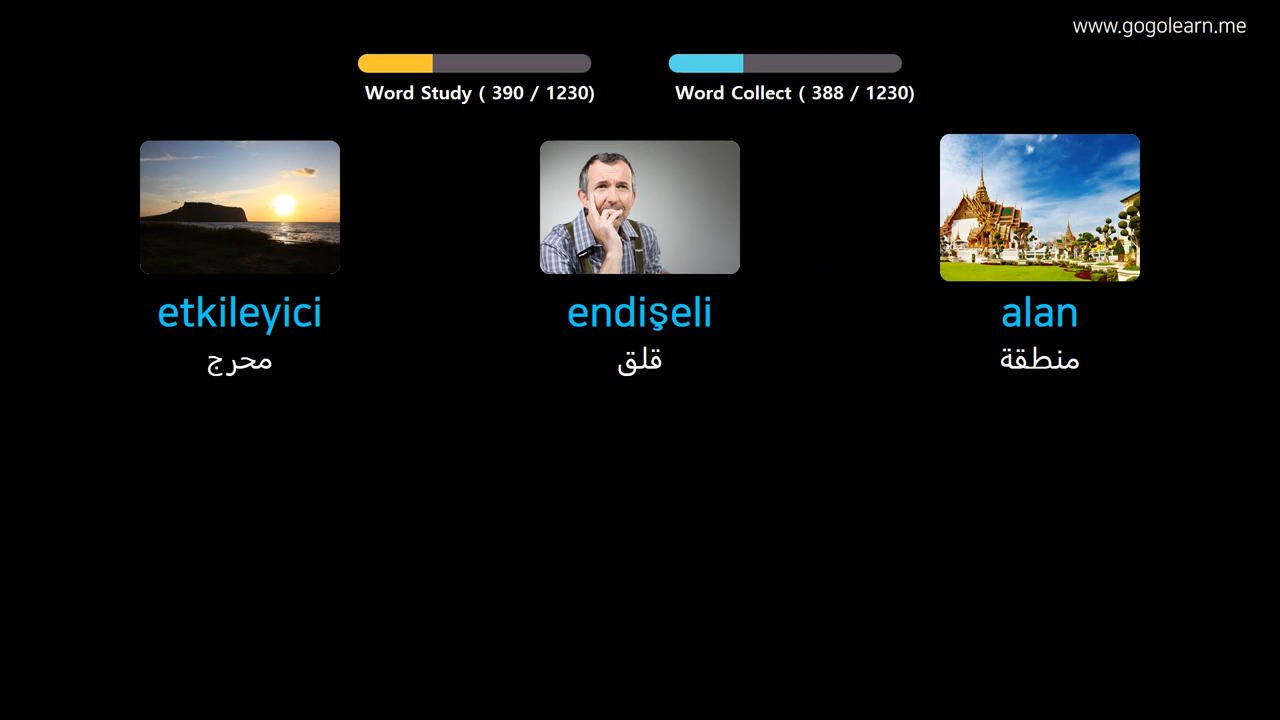 www.gogolearn.me
Word Study ( 390 / 1230)
Word Collect ( 388 / 1230)
etkileyici
endişeli
alan
محرج
قلق
منطقة